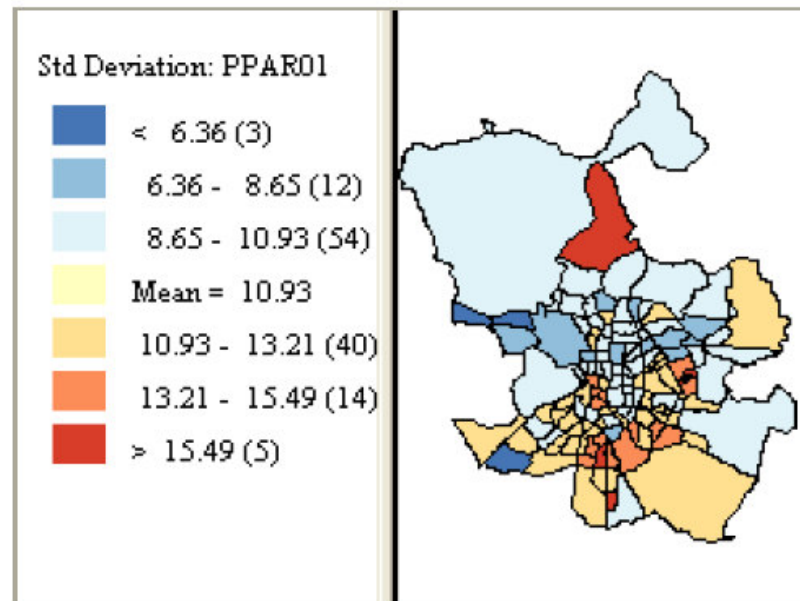 Std Deviation: PPAR01
< 6.36 (3)
6.36 - 8.65 (12)
8.65 - 10.93 (54)
Mean = 10.93
10.93 - 13.21 (40)
13.21 - 15.49 (14)
> 15.49 (5)